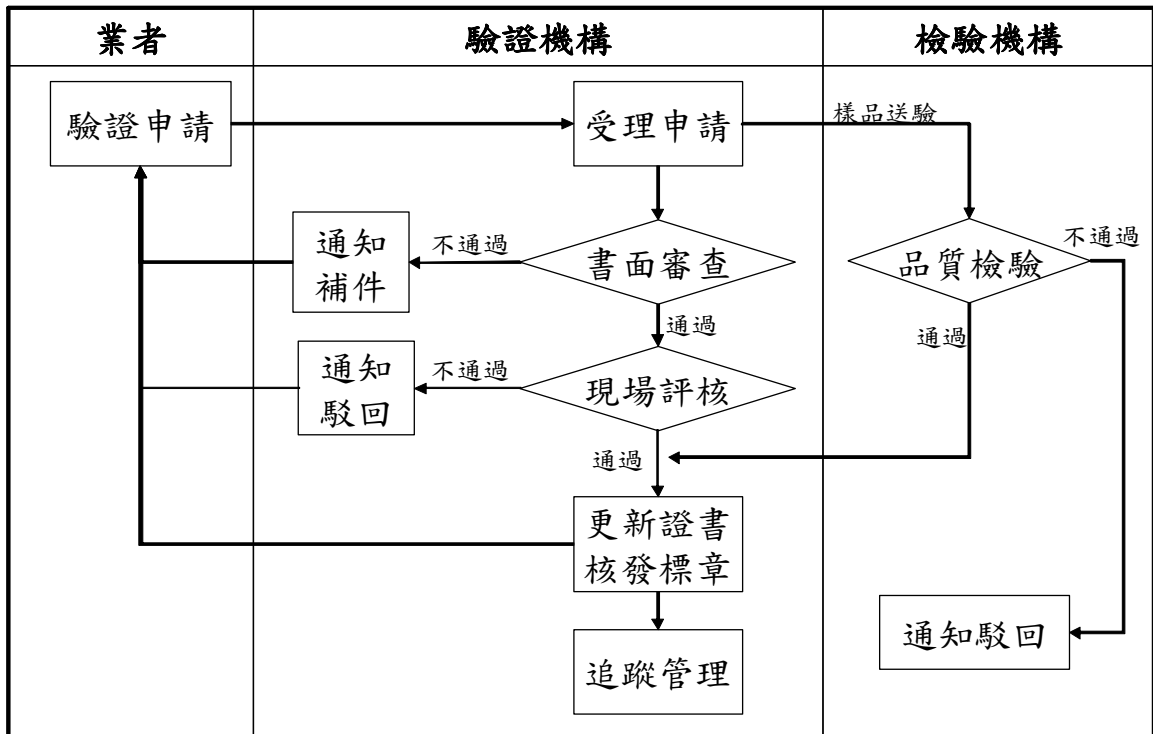 業者
驗證機構
檢驗機構
驗證申請
受理申請
樣品送驗
通知
補件
不通過
書面審查
品質檢驗
不通過
通過
通過
通知
駁回
不通過
現場評核
通過
更新證書
核發標章
通知駁回
追蹤管理